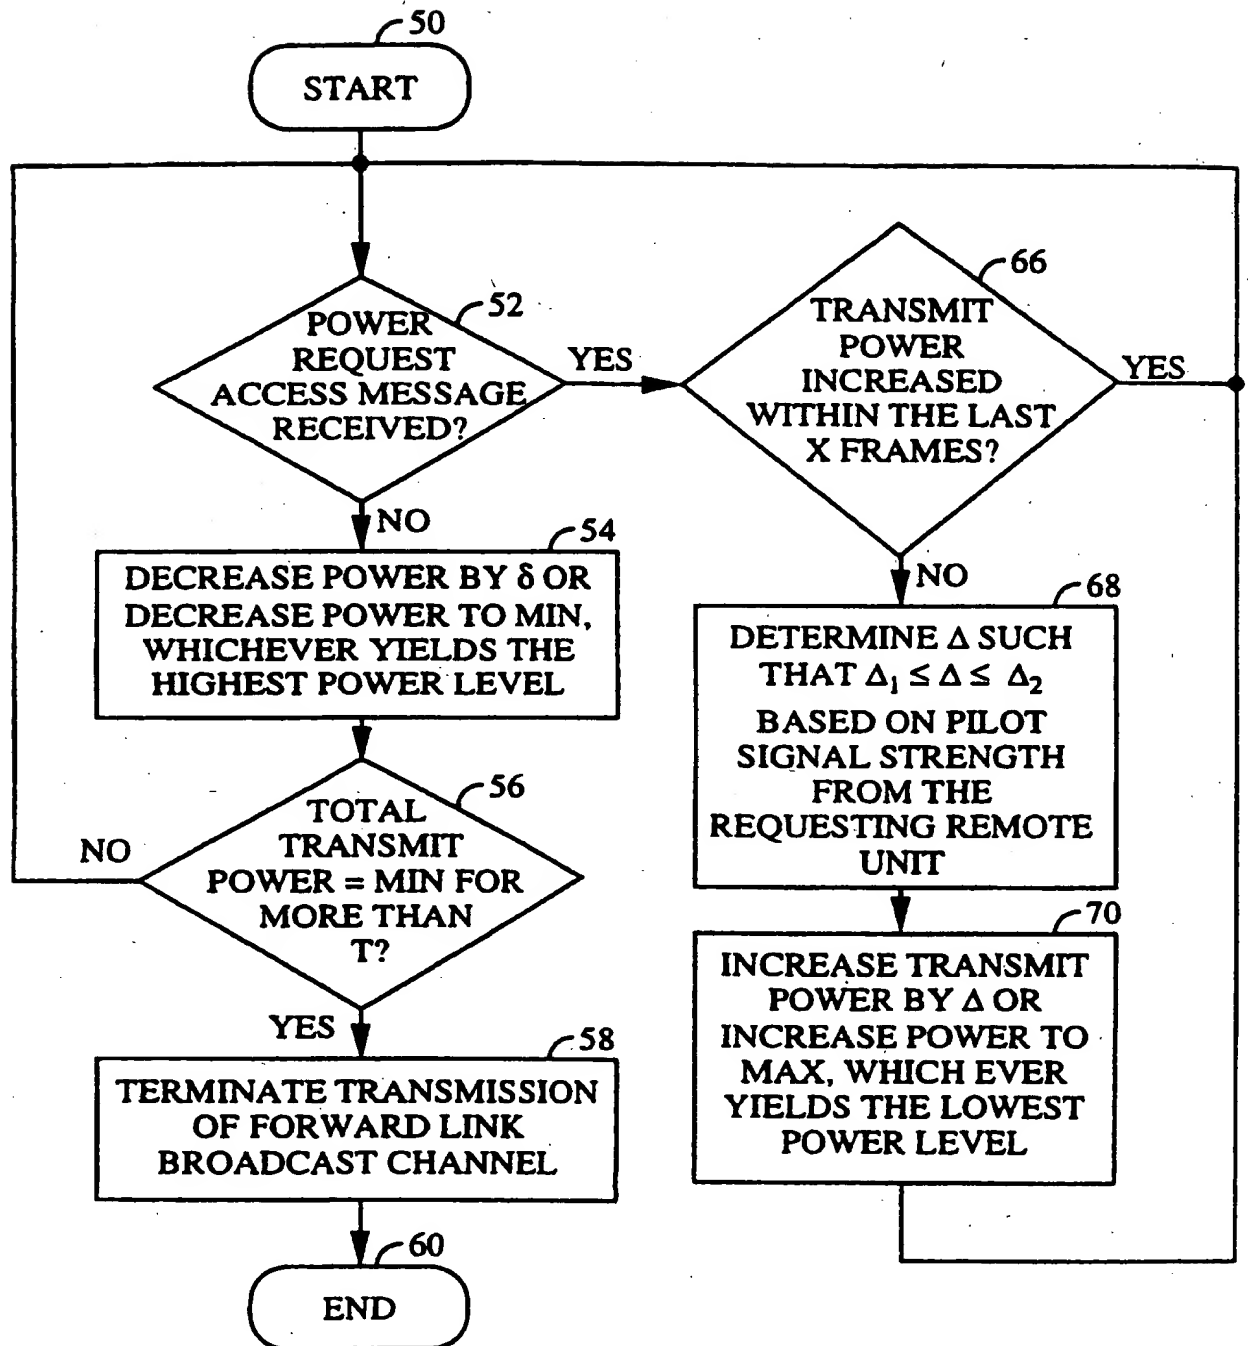 50
START
52
POWER
REQUEST
ACCESS MESSAGE
RECEIVED?
YES
66
TRANSMIT
POWER
INCREASED
WITHIN THE LAST
X FRAMES?
YES
NO
54
DECREASE POWER BY δ OR
DECREASE POWER TO MIN,
WHICHEVER YIELDS THE
HIGHEST POWER LEVEL
NO
68
DETERMINE Δ SUCH
THAT Δ₁ ≤ Δ ≤ Δ₂
BASED ON PILOT
SIGNAL STRENGTH
FROM THE
REQUESTING REMOTE
UNIT
56
TOTAL
TRANSMIT
POWER = MIN FOR
MORE THAN
T?
NO
YES
70
INCREASE TRANSMIT
POWER BY Δ OR
INCREASE POWER TO
MAX, WHICH EVER
YIELDS THE LOWEST
POWER LEVEL
58
TERMINATE TRANSMISSION
OF FORWARD LINK
BROADCAST CHANNEL
60
END